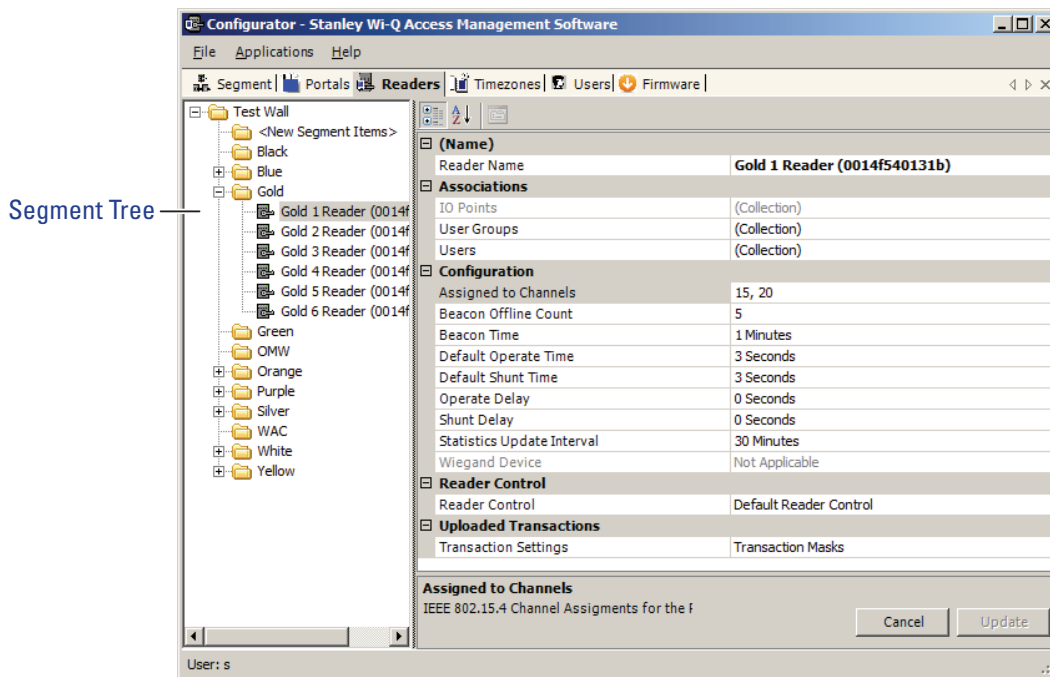 Configurator - Stanley Wi-Q Access Management Software
File Applications Help
Segment Portals Readers Timezones Users Firmware
Segment Tree
Test Wall
<New Segment Items>
Black
Blue
Gold
Gold 1 Reader (0014f
Gold 2 Reader (0014f
Gold 3 Reader (0014f
Gold 4 Reader (0014f
Gold 5 Reader (0014f
Gold 6 Reader (0014f
Green
OMW
Orange
Purple
Silver
WAC
White
Yellow
(Name)
Reader Name Gold 1 Reader (0014f540131b)
Associations
IO Points (Collection)
User Groups (Collection)
Users (Collection)
Configuration
Assigned to Channels 15, 20
Beacon Offline Count 5
Beacon Time 1 Minutes
Default Operate Time 3 Seconds
Default Shunt Time 3 Seconds
Operate Delay 0 Seconds
Shunt Delay 0 Seconds
Statistics Update Interval 30 Minutes
Wiegand Device Not Applicable
Reader Control
Reader Control Default Reader Control
Uploaded Transactions
Transaction Settings Transaction Masks
Assigned to Channels
IEEE 802.15.4 Channel Assigments for the
Cancel Update
User: s